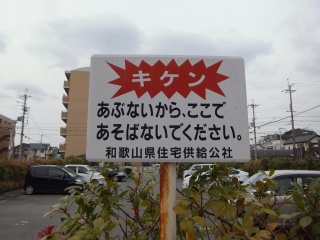 キケン
あぶないから、ここで
あそばないでください。
和歌山県住宅供給公社